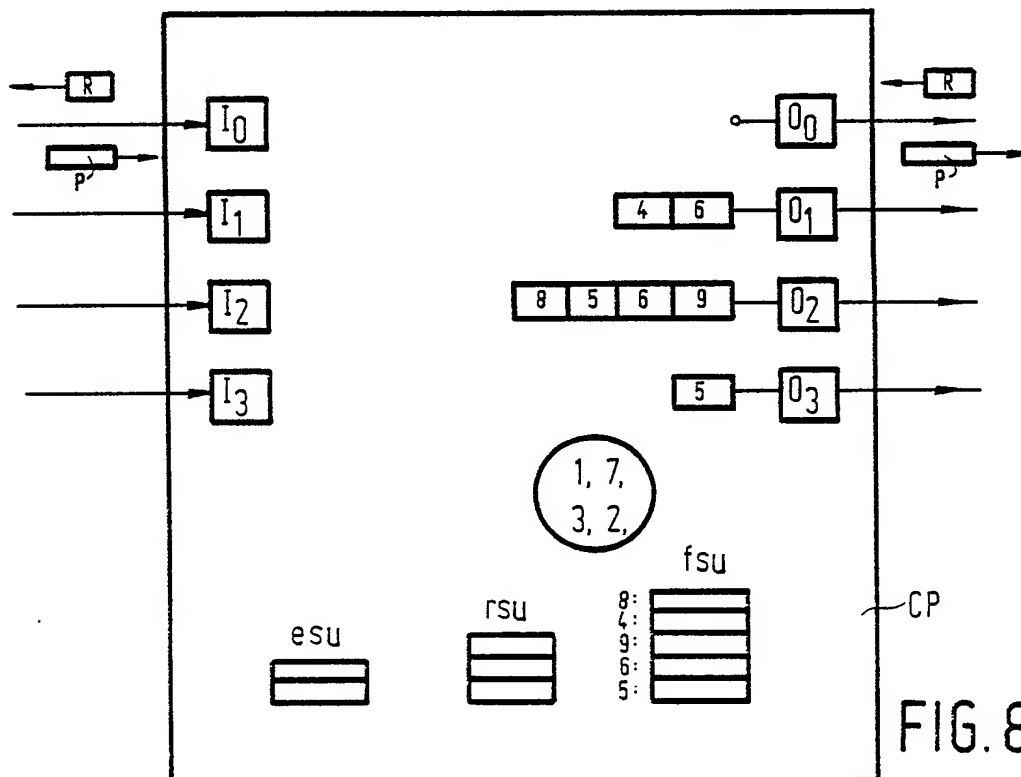 R R
I0 O0
P P
I1 4 6 O1
I2 8 5 6 9 O2
I3 5 O3
1, 7,
3, 2,
fsu
8:
4:
9:
6:
5:
rsu
esu
CP
FIG. 8